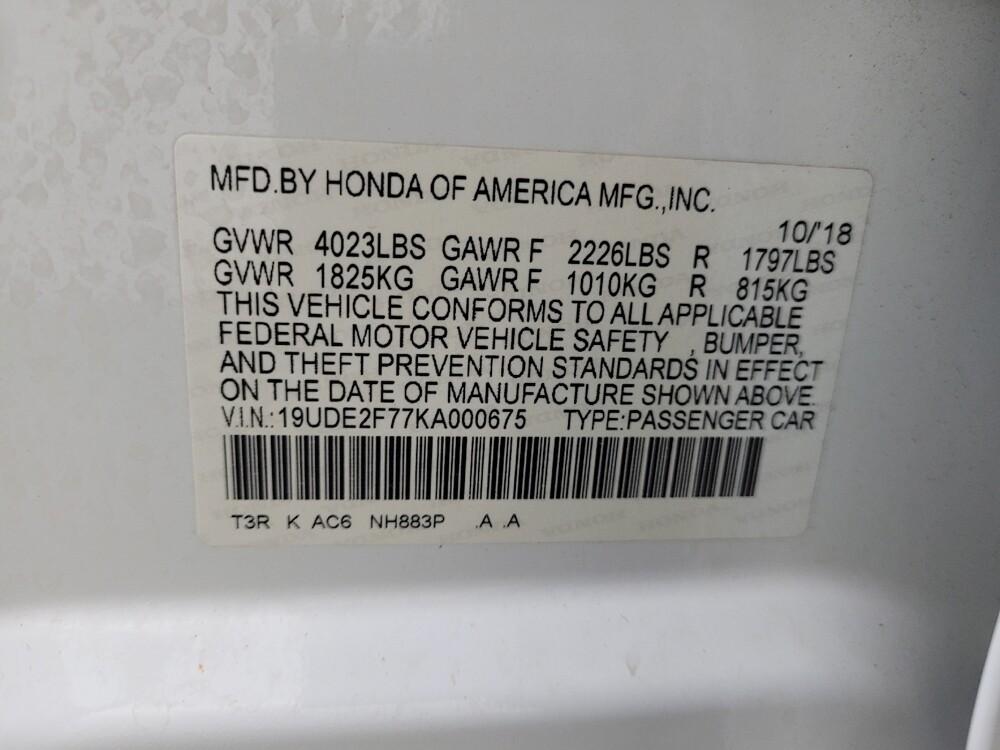 MFD.BY HONDA OF AMERICA MFG.,INC.
10/'18
GVWR 4023LBS GAWR F 2226LBS R 1797LBS
GVWR 1825KG GAWR F 1010KG R 815KG
THIS VEHICLE CONFORMS TO ALL APPLICABLE
FEDERAL MOTOR VEHICLE SAFETY , BUMPER,
AND THEFT PREVENTION STANDARDS IN EFFECT
ON THE DATE OF MANUFACTURE SHOWN ABOVE.
V.I.N.:19UDE2F77KA000675 TYPE:PASSENGER CAR
T3R K AC6 NH883P .A .A